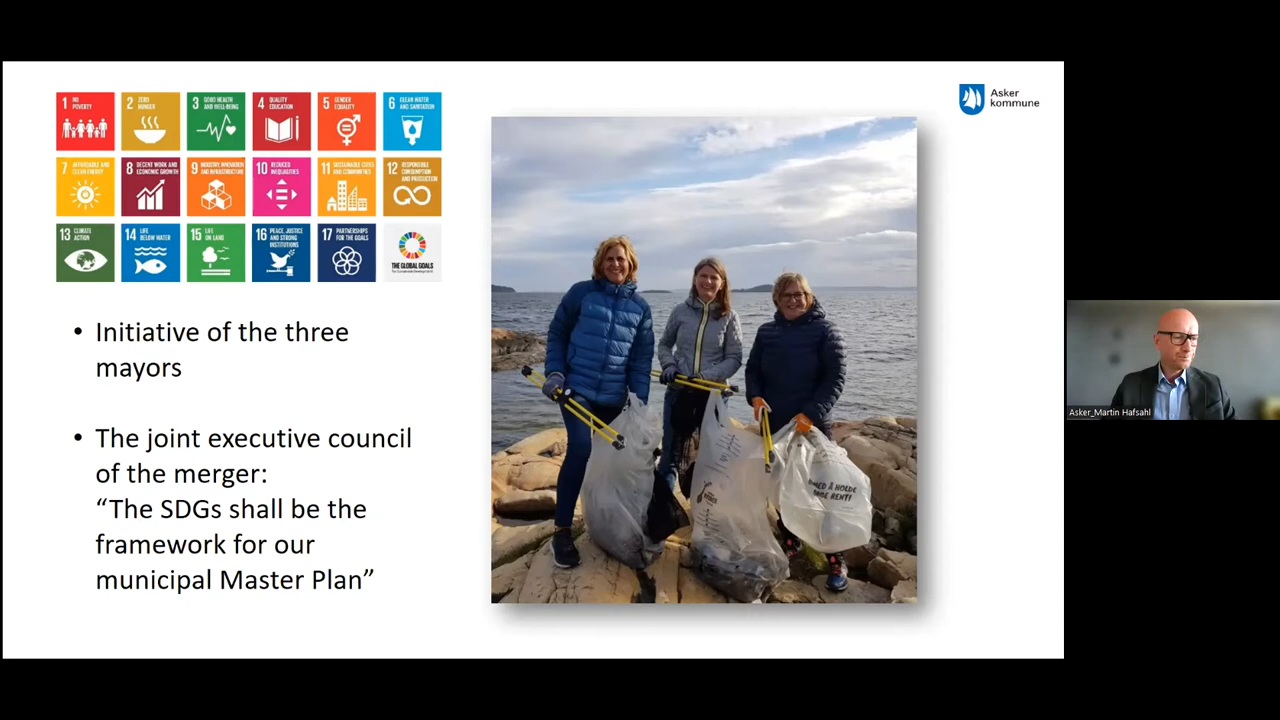 1 NO POVERTY
2 ZERO HUNGER
3 GOOD HEALTH AND WELL-BEING
4 QUALITY EDUCATION
5 GENDER EQUALITY
6 CLEAN WATER AND SANITATION
7 AFFORDABLE AND CLEAN ENERGY
8 DECENT WORK AND ECONOMIC GROWTH
9 INDUSTRY, INNOVATION AND INFRASTRUCTURE
10 REDUCED INEQUALITIES
11 SUSTAINABLE CITIES AND COMMUNITIES
12 RESPONSIBLE CONSUMPTION AND PRODUCTION
13 CLIMATE ACTION
14 LIFE BELOW WATER
15 LIFE ON LAND
16 PEACE, JUSTICE AND STRONG INSTITUTIONS
17 PARTNERSHIPS FOR THE GOALS
THE GLOBAL GOALS
For Sustainable Development
• Initiative of the three
mayors
• The joint executive council
of the merger:
“The SDGs shall be the
framework for our
municipal Master Plan”
Asker
kommune
Å HOLDE
RENT!
Asker_Martin Hafsahl